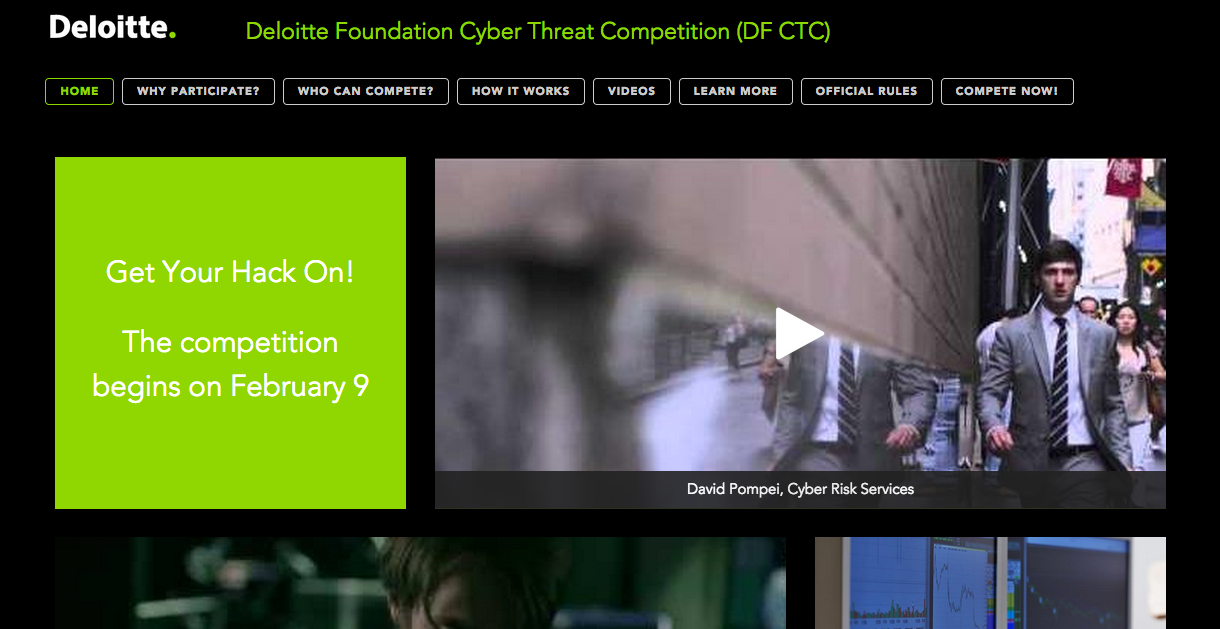 Deloitte.
Deloitte Foundation Cyber Threat Competition (DF CTC)
HOME
WHY PARTICIPATE?
WHO CAN COMPETE?
HOW IT WORKS
VIDEOS
LEARN MORE
OFFICIAL RULES
COMPETE NOW!
Get Your Hack On!
The competition
begins on February 9
David Pompei, Cyber Risk Services